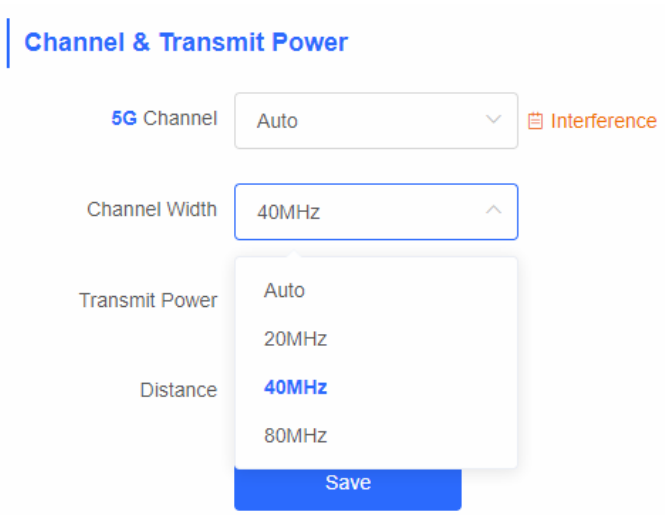 Channel & Transmit Power
5G Channel Auto Interference
Channel Width 40MHz
Auto
Transmit Power
20MHz
Distance 40MHz
80MHz
Save